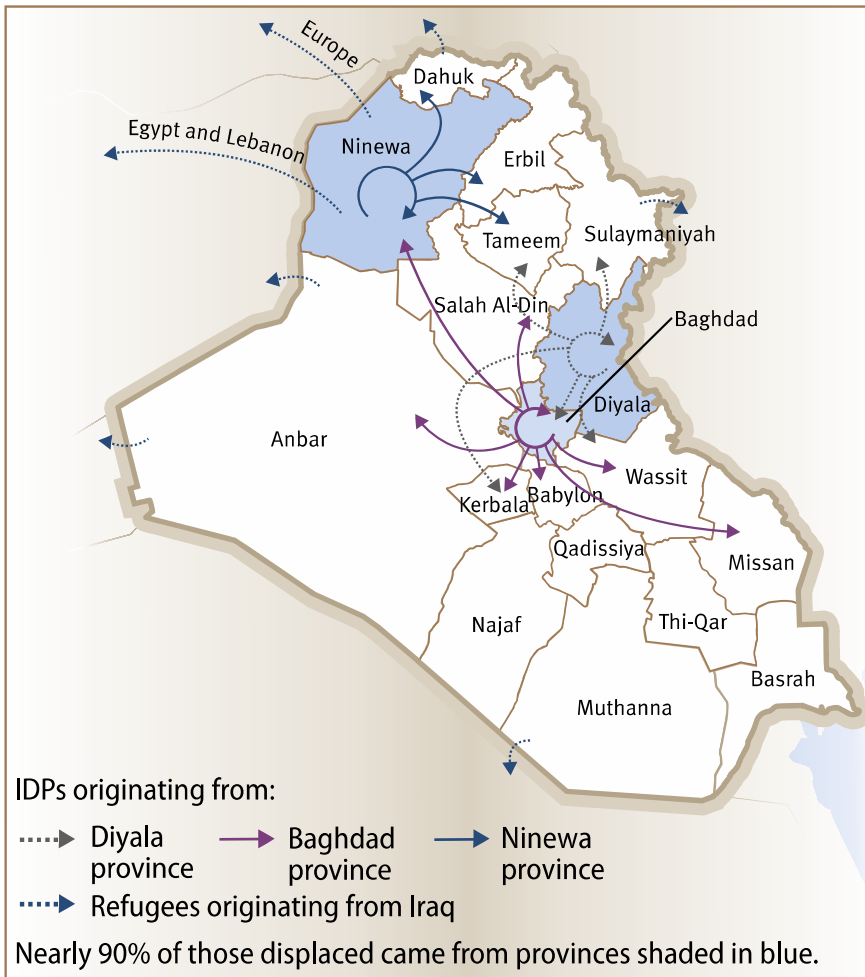 Europe
Dahuk
Egypt and Lebanon
Ninewa
Erbil
Tameem
Sulaymaniyah
Salah Al-Din
Baghdad
Diyala
Anbar
Wassit
Kerbala
Babylon
Qadissiya
Missan
Najaf
Thi-Qar
Basrah
Muthanna
IDPs originating from:
Diyala province
Baghdad province
Ninewa province
Refugees originating from Iraq
Nearly 90% of those displaced came from provinces shaded in blue.